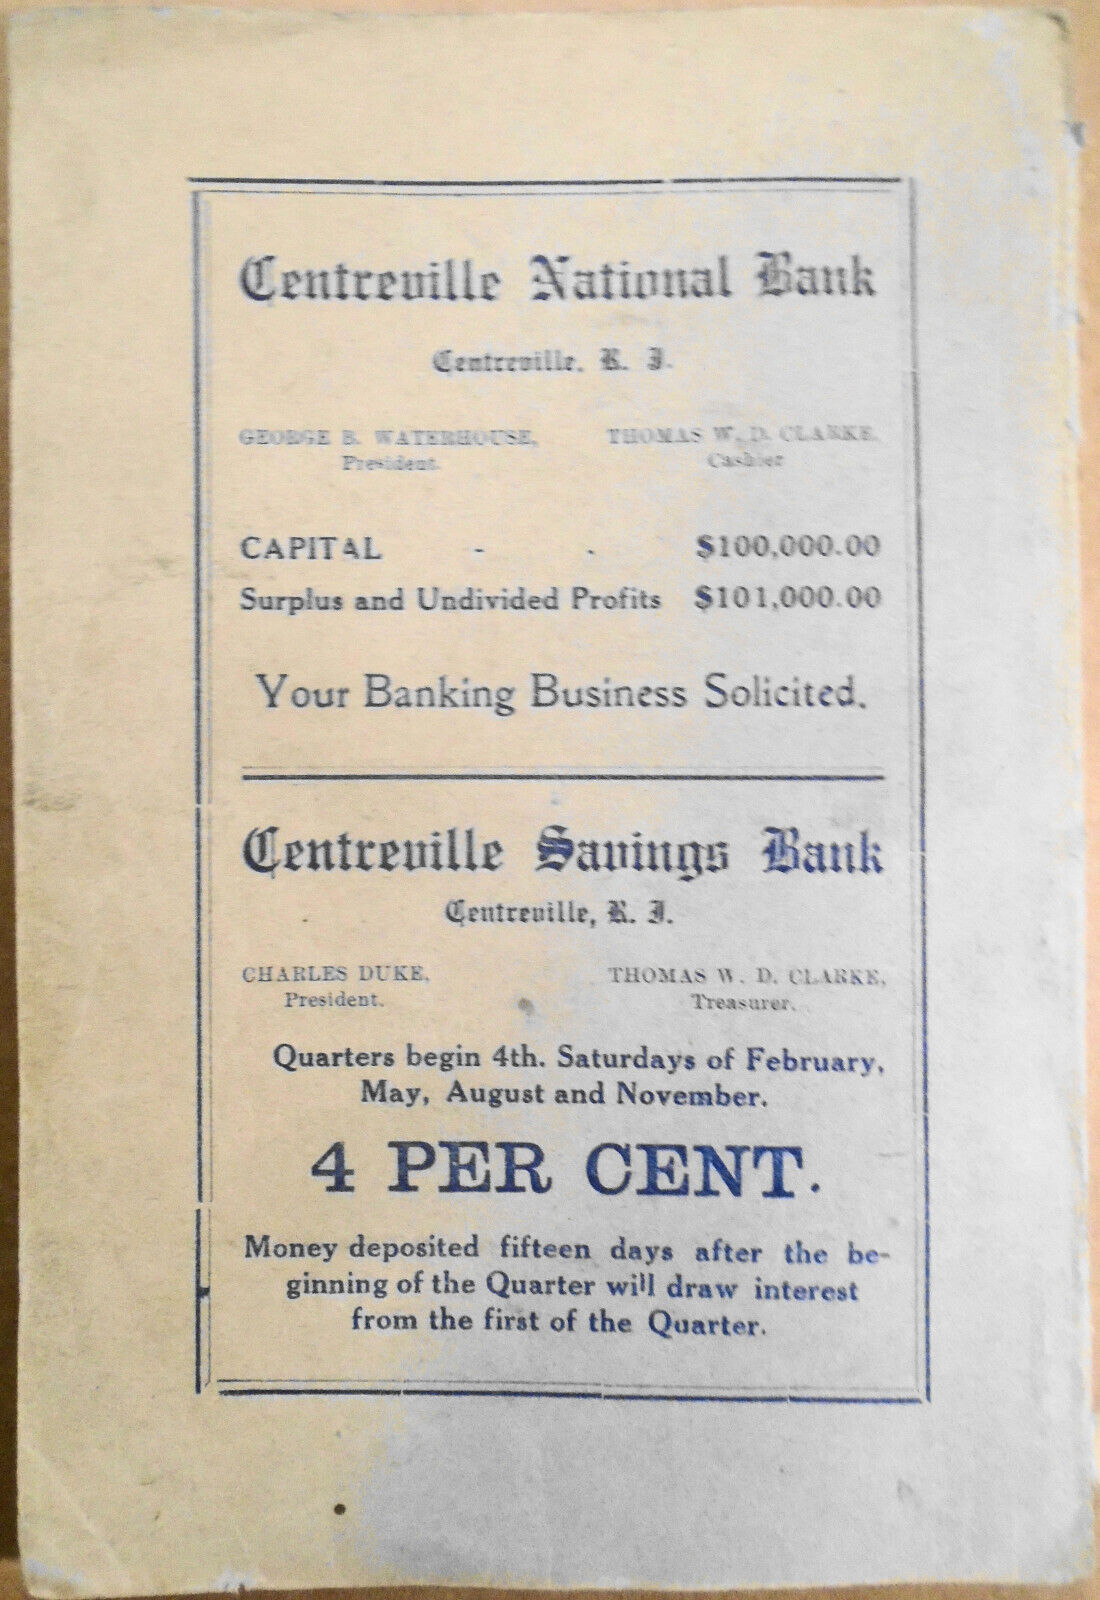 Centreville National Bank
Centreville, R. I.
GEORGE B. WATERHOUSE, THOMAS W. D. CLARKE,
President. Cashier
CAPITAL - - $100,000.00
Surplus and Undivided Profits $101,000.00
Your Banking Business Solicited.
Centreville Savings Bank
Centreville, R. I.
CHARLES DUKE, THOMAS W. D. CLARKE,
President. Treasurer.
Quarters begin 4th. Saturdays of February,
May, August and November.
4 PER CENT.
Money deposited fifteen days after the be-
ginning of the Quarter will draw interest
from the first of the Quarter.